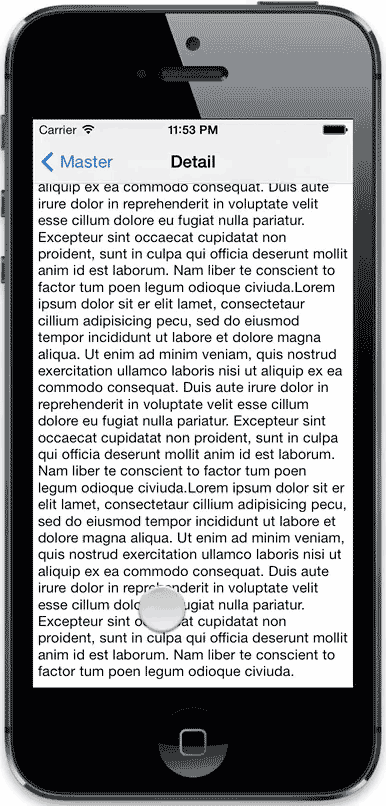 Carrier 11:53 PM
Master Detail
aliquip ex ea commodo consequat. Duis aute
irure dolor in reprehenderit in voluptate velit
esse cillum dolore eu fugiat nulla pariatur.
Excepteur sint occaecat cupidatat non
proident, sunt in culpa qui officia deserunt mollit
anim id est laborum. Nam liber te conscient to
factor tum poen legum odioque civiuda.Lorem
ipsum dolor sit er elit lamet, consectetaur
cillium adipisicing pecu, sed do eiusmod
tempor incididunt ut labore et dolore magna
aliqua. Ut enim ad minim veniam, quis nostrud
exercitation ullamco laboris nisi ut aliquip ex ea
commodo consequat. Duis aute irure dolor in
reprehenderit in voluptate velit esse cillum
dolore eu fugiat nulla pariatur. Excepteur sint
occaecat cupidatat non proident, sunt in culpa
qui officia deserunt mollit anim id est laborum.
Nam liber te conscient to factor tum poen
legum odioque civiuda.Lorem ipsum dolor sit er
elit lamet, consectetaur cillium adipisicing pecu,
sed do eiusmod tempor incididunt ut labore et
dolore magna aliqua. Ut enim ad minim veniam,
quis nostrud exercitation ullamco laboris nisi ut
aliquip ex ea commodo consequat. Duis aute
irure dolor in reprehenderit in voluptate velit
esse cillum fugiat nulla pariatur.
Excepteur sint cupidatat non
proident, sunt in culpa qui officia deserunt mollit
anim id est laborum. Nam liber te conscient to
factor tum poen legum odioque civiuda.